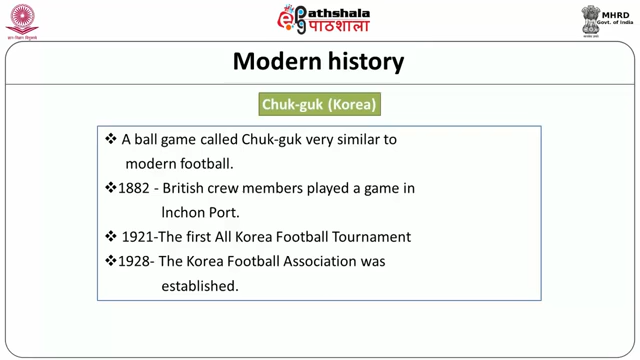 Pathshala
पाठशाला
MHRD
Govt. of India
Modern history
Chuk-guk (Korea)
❖ A ball game called Chuk-guk very similar to
modern football.
❖1882 - British crew members played a game in
Inchon Port.
❖ 1921-The first All Korea Football Tournament
❖1928- The Korea Football Association was
established.